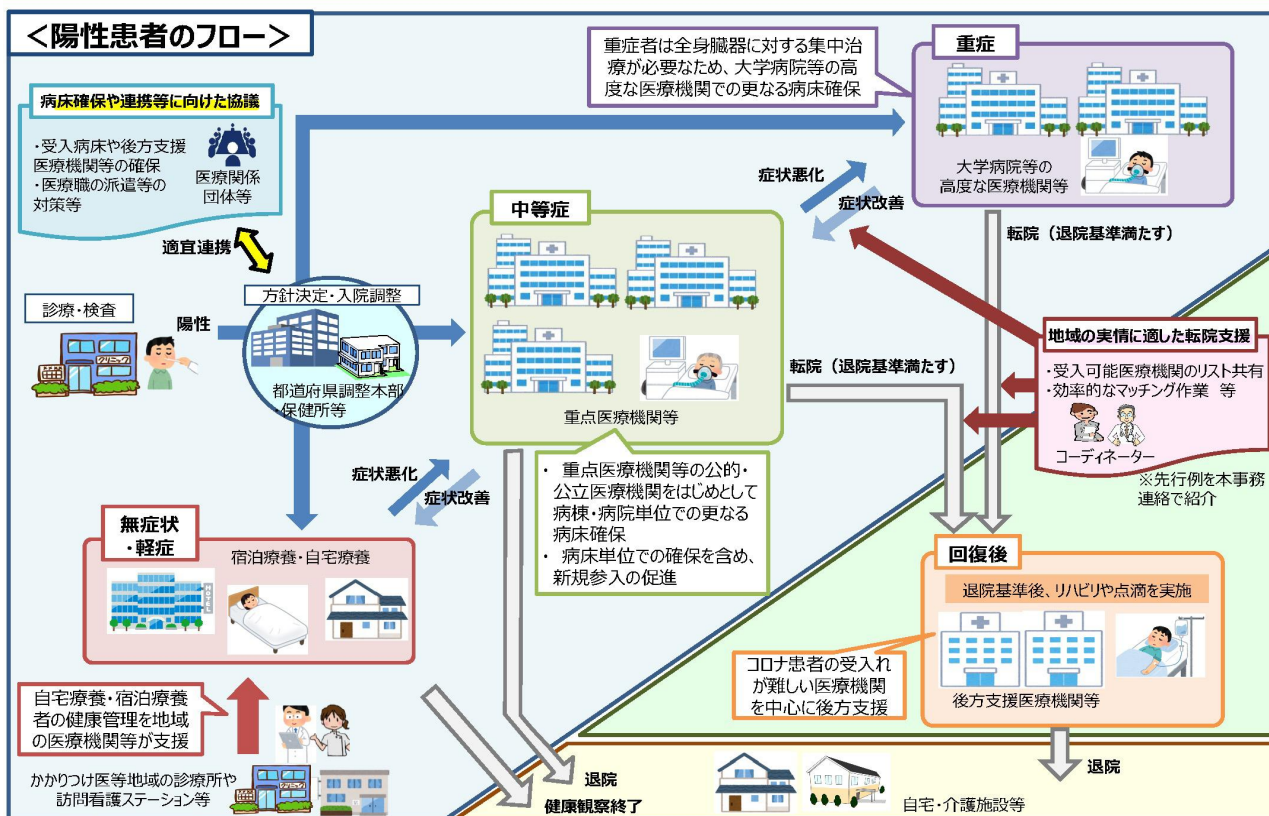 ＜陽性患者のフロー＞
病床確保や連携等に向けた協議
・受入病床や後方支援
医療機関等の確保
・医療職の派遣等の
対策等
医療関係
団体等
適宜連携
診療・検査
クリニック
陽性
方針決定・入院調整
都道府県調整本部
・保健所等
重症者は全身臓器に対する集中治
療が必要なため、大学病院等の高
度な医療機関での更なる病床確保
重症
大学病院等の
高度な医療機関等
症状悪化
症状改善
転院（退院基準満たす）
中等症
重点医療機関等
転院（退院基準満たす）
・ 重点医療機関等の公的・
公立医療機関をはじめとして
病棟・病院単位での更なる
病床確保
・ 病床単位での確保を含め、
新規参入の促進
地域の実情に適した転院支援
・受入可能医療機関のリスト共有
・効率的なマッチング作業 等
コーディネーター
※先行例を本事務
連絡で紹介
症状悪化
症状改善
無症状
・軽症
宿泊療養・自宅療養
自宅療養・宿泊療養
者の健康管理を地域
の医療機関等が支援
かかりつけ医等地域の診療所や
訪問看護ステーション等
回復後
退院基準後、リハビリや点滴を実施
後方支援医療機関等
コロナ患者の受入れ
が難しい医療機関
を中心に後方支援
退院
健康観察終了
退院
自宅・介護施設等